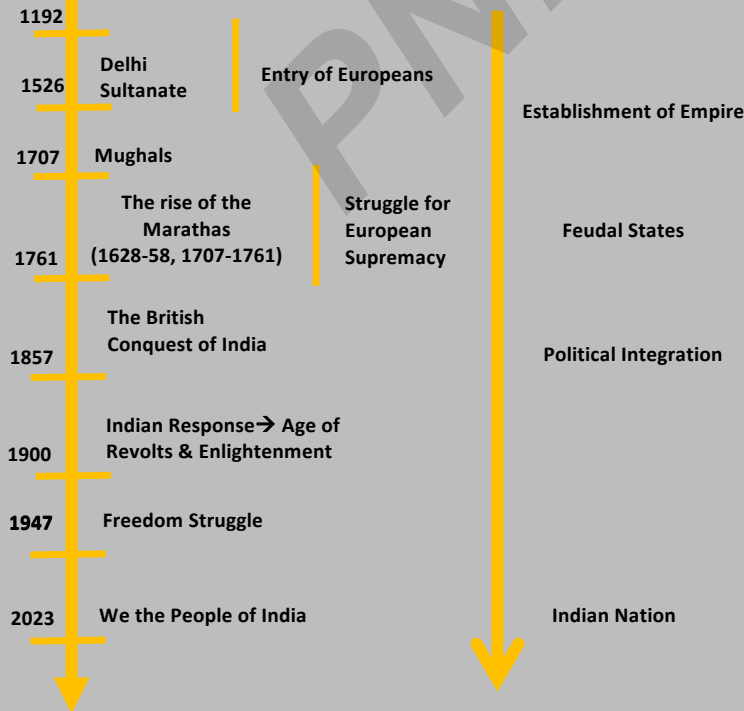 1192
Delhi
Sultanate
1526
Entry of Europeans
Establishment of Empire
1707
Mughals
The rise of the
Marathas
(1628-58, 1707-1761)
1761
Struggle for
European
Supremacy
Feudal States
The British
Conquest of India
1857
Political Integration
Indian Response→ Age of
Revolts & Enlightenment
1900
1947
Freedom Struggle
2023
We the People of India
Indian Nation